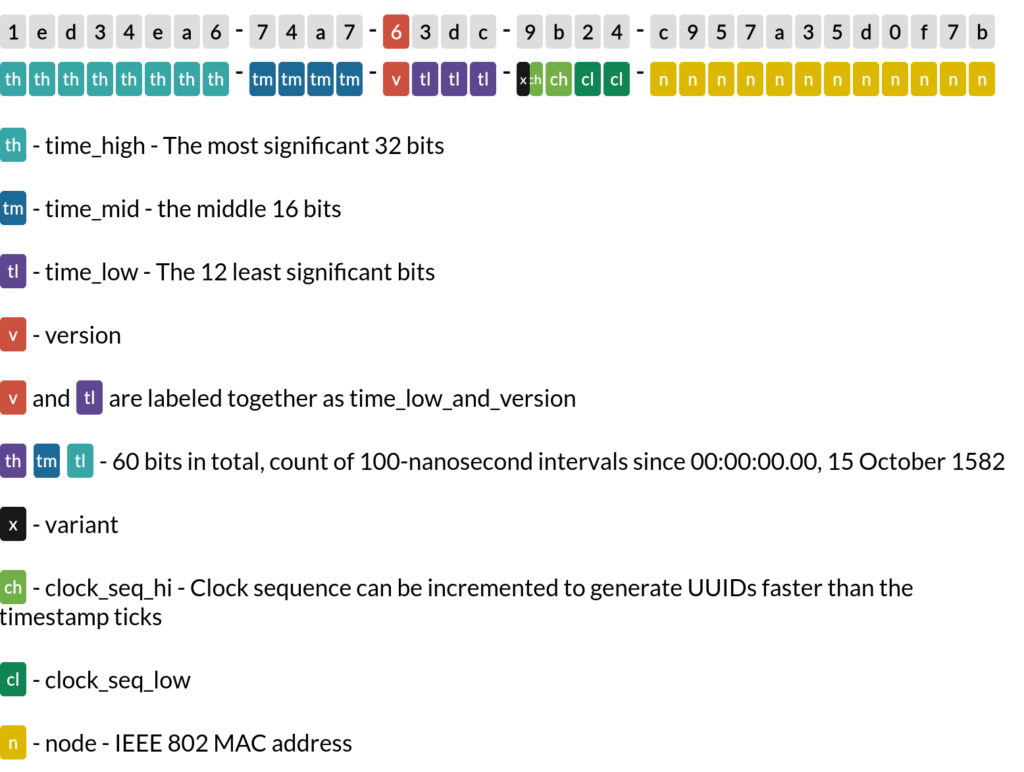 1 e d 3 4 e a 6 - 7 4 a 7 - 6 3 d c - 9 b 2 4 - c 9 5 7 a 3 5 d 0 f 7 b
th th th th th th th th - tm tm tm tm - v tl tl tl - x ch ch cl cl - n n n n n n n n n n n n
th - time_high - The most significant 32 bits
tm - time_mid - the middle 16 bits
tl - time_low - The 12 least significant bits
v - version
v and tl are labeled together as time_low_and_version
th tm tl - 60 bits in total, count of 100-nanosecond intervals since 00:00:00.00, 15 October 1582
x - variant
ch - clock_seq_hi - Clock sequence can be incremented to generate UUIDs faster than the
timestamp ticks
cl - clock_seq_low
n - node - IEEE 802 MAC address